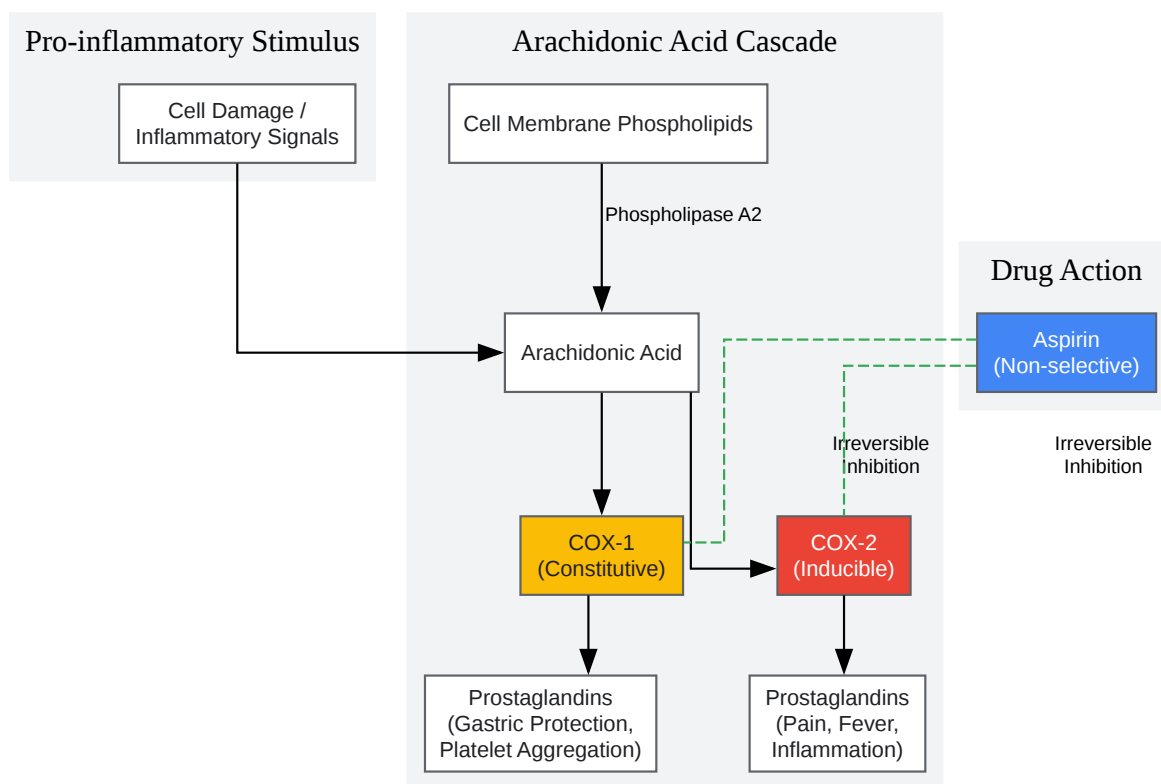 Pro-inflammatory Stimulus
Cell Damage /
Inflammatory Signals
Arachidonic Acid Cascade
Cell Membrane Phospholipids
Phospholipase A2
Arachidonic Acid
Drug Action
Aspirin
(Non-selective)
Irreversible
Inhibition
Irreversible
Inhibition
COX-1
(Constitutive)
COX-2
(Inducible)
Prostaglandins
(Gastric Protection,
Platelet Aggregation)
Prostaglandins
(Pain, Fever,
Inflammation)